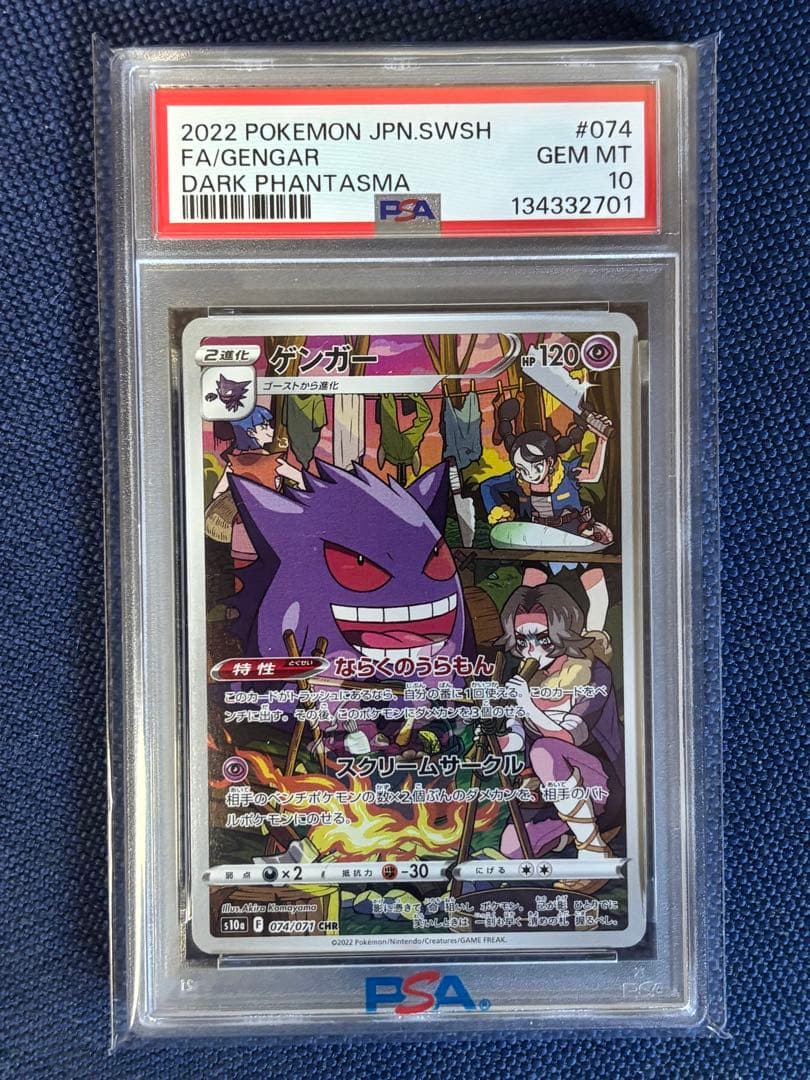 2022 POKEMON JPN.SWSH #074
FA/GENGAR GEM MT
DARK PHANTASMA 10
PSA 134332701
2進化 ゲンガー HP120
ゴーストから進化
特性 とくせい ならくのうらもん
このカードがトラッシュにあるなら、自分の番に1回使える。このカードをベ
ンチに出す。その後、このポケモンにダメカンを3個のせる。
スクリームサークル
相手のベンチポケモンの数×2個ぶんのダメカンを、相手のバト
ルポケモンにのせる。
弱点 ×2 抵抗力 -30 にげる
Illus. Akira Komayama
s10a F 074/071 CHR
©2022 Pokémon/Nintendo/Creatures/GAME FREAK.
PSA®